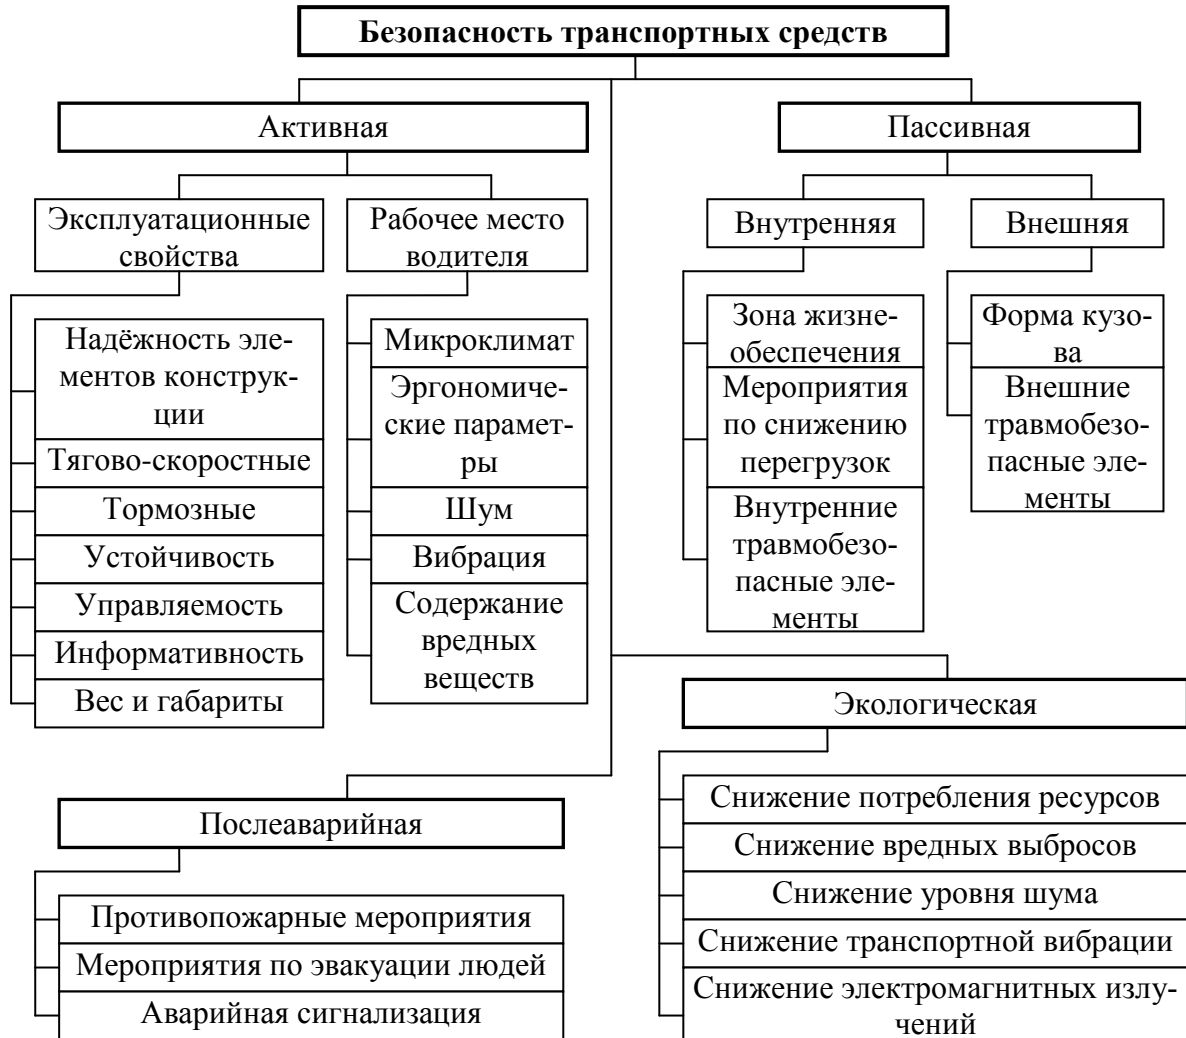 Безопасность транспортных средств
Активная
Пассивная
Эксплуатационные
свойства
Рабочее место
водителя
Внутренняя
Внешняя
Надёжность эле-
ментов конструк-
ции
Тягово-скоростные
Тормозные
Устойчивость
Управляемость
Информативность
Вес и габариты
Микроклимат
Эргономиче-
ские парамет-
ры
Шум
Вибрация
Содержание
вредных
веществ
Зона жизне-
обеспечения
Мероприятия
по снижению
перегрузок
Внутренние
травмобезо-
пасные эле-
менты
Форма кузо-
ва
Внешние
травмобезо-
пасные эле-
менты
Послеаварийная
Противопожарные мероприятия
Мероприятия по эвакуации людей
Аварийная сигнализация
Экологическая
Снижение потребления ресурсов
Снижение вредных выбросов
Снижение уровня шума
Снижение транспортной вибрации
Снижение электромагнитных излу-
чений